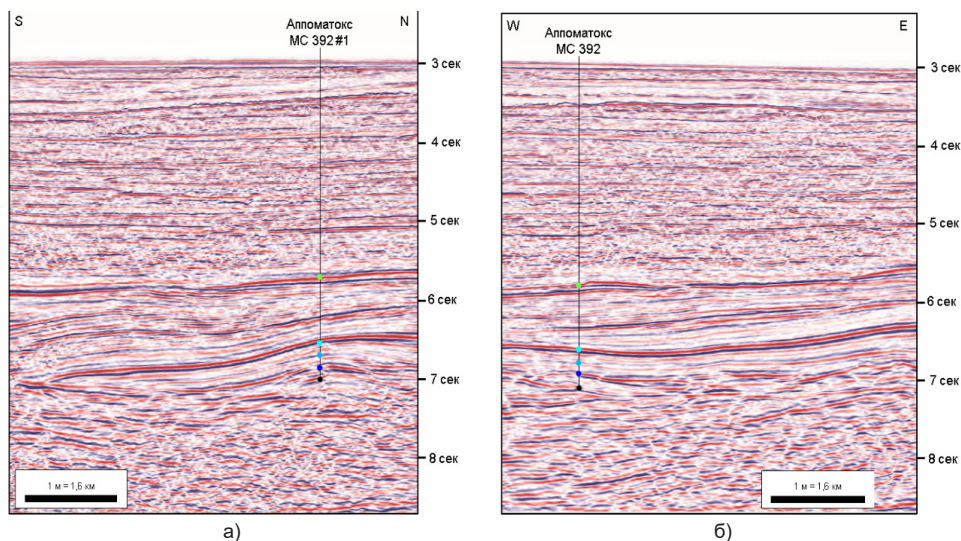 S
N
Аппоматокс
MC 392#1
3 сек
4 сек
5 сек
6 сек
7 сек
8 сек
1 м = 1,6 км
а)
W
E
Аппоматокс
MC 392
3 сек
4 сек
5 сек
6 сек
7 сек
8 сек
1 м = 1,6 км
б)